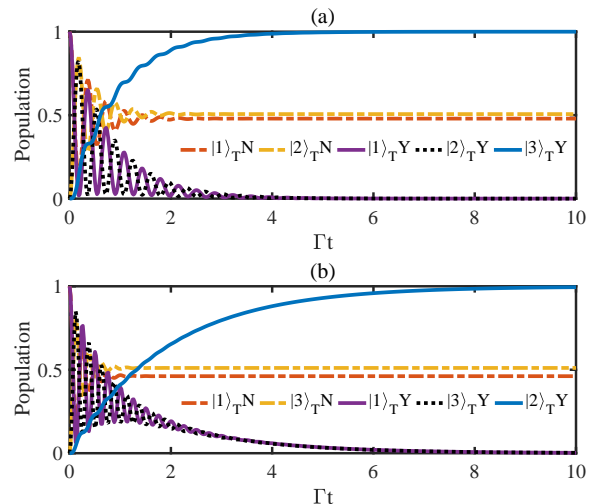 (a)
1
0.5
0
Population
|1⟩TN |2⟩TN |1⟩TY |2⟩TY |3⟩TY
0 2 4 6 8 10
Γt
(b)
1
0.5
0
Population
|1⟩TN |3⟩TN |1⟩TY |3⟩TY |2⟩TY
0 2 4 6 8 10
Γt